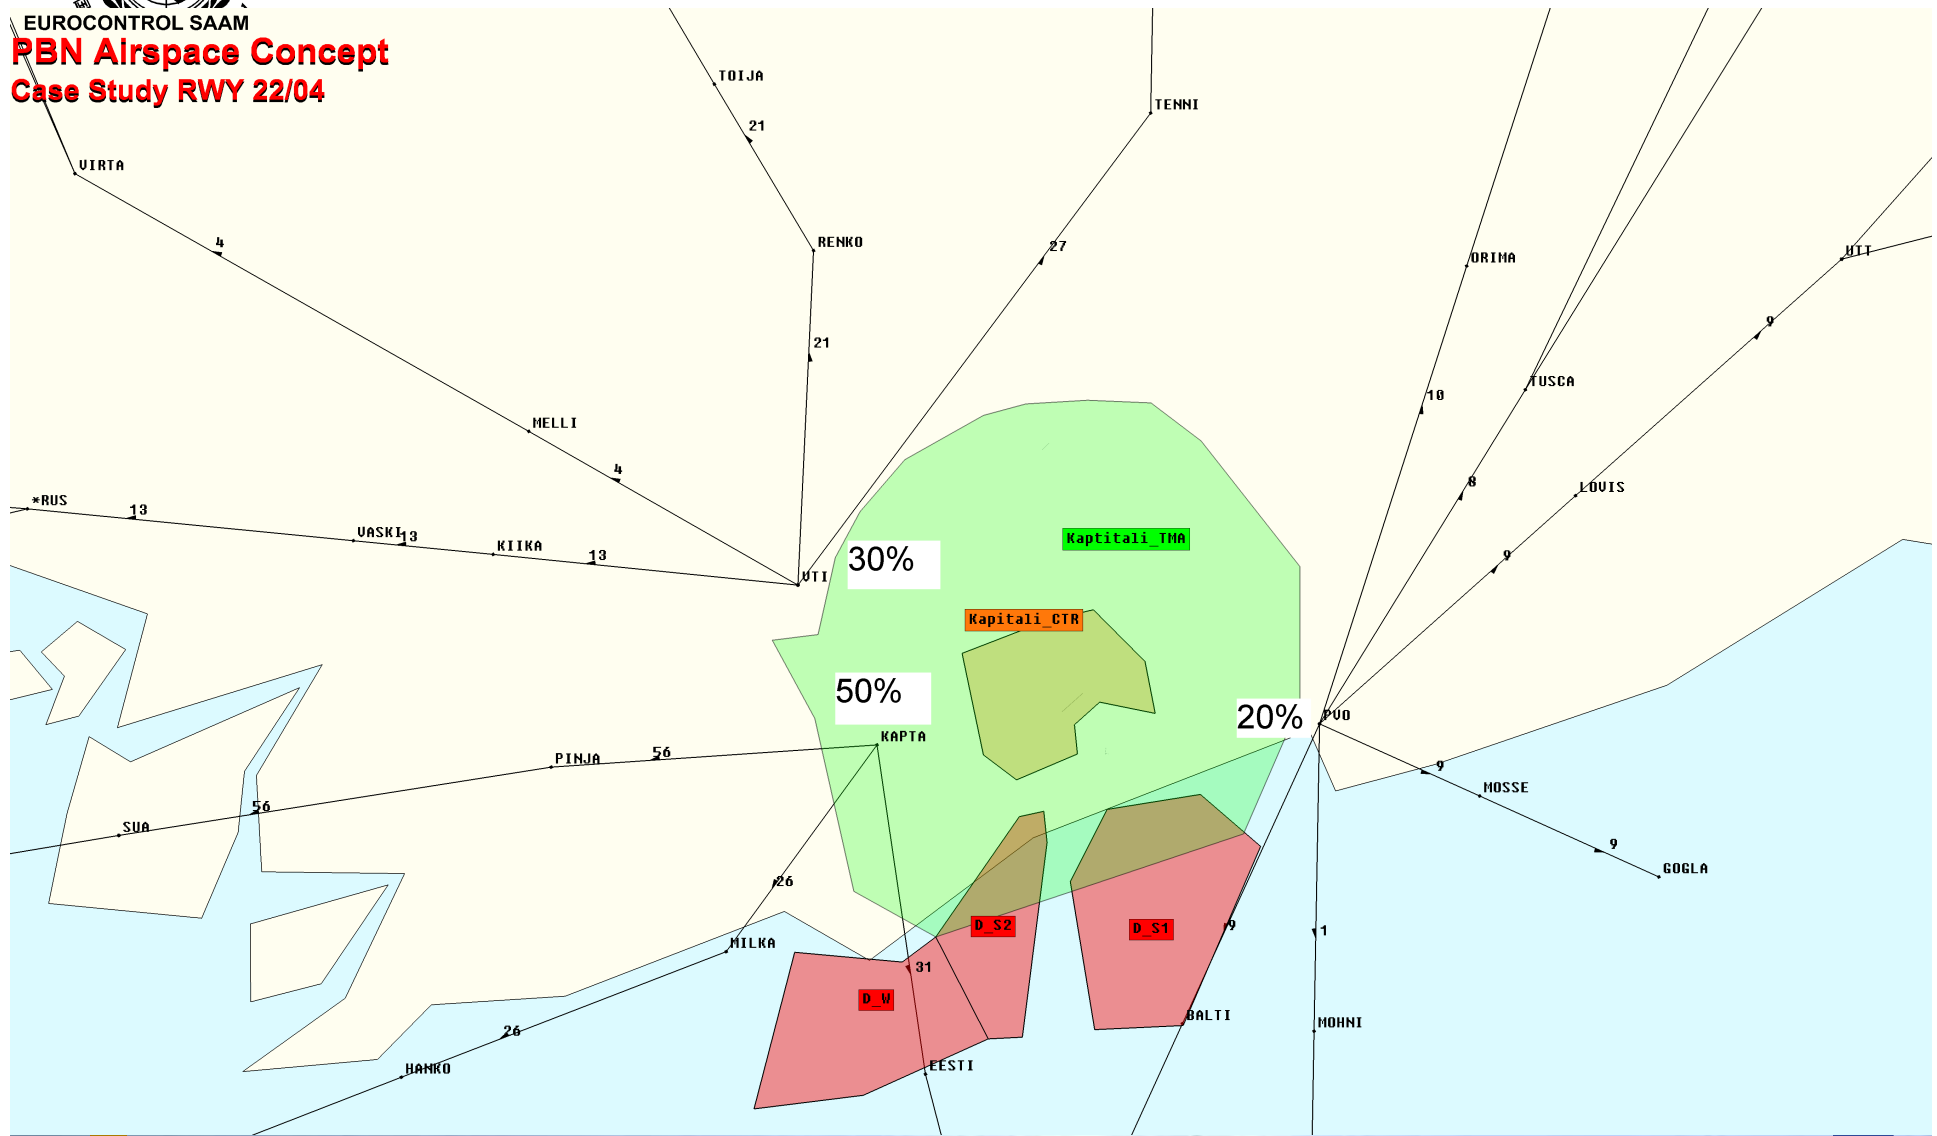 EUROCONTROL SAAM
PBN Airspace Concept
Case Study RWY 22/04
TOIJA
TENNI
21
VIRTA
4
RENKO
27
ORIMA
UTT
9
21
TUSCA
10
MELLI
4
8
LOVIS
*RUS
13
VASKI
13
KIIKA
13
Kaptitali_TMA
30%
9
VTI
Kapitali_CTR
50%
20%
PVO
KAPTA
56
PINJA
9
MOSSE
56
SUA
9
GOGLA
26
D_S2
D_S1
9
1
MILKA
31
D_W
BALTI
MOHNI
26
HANKO
EESTI